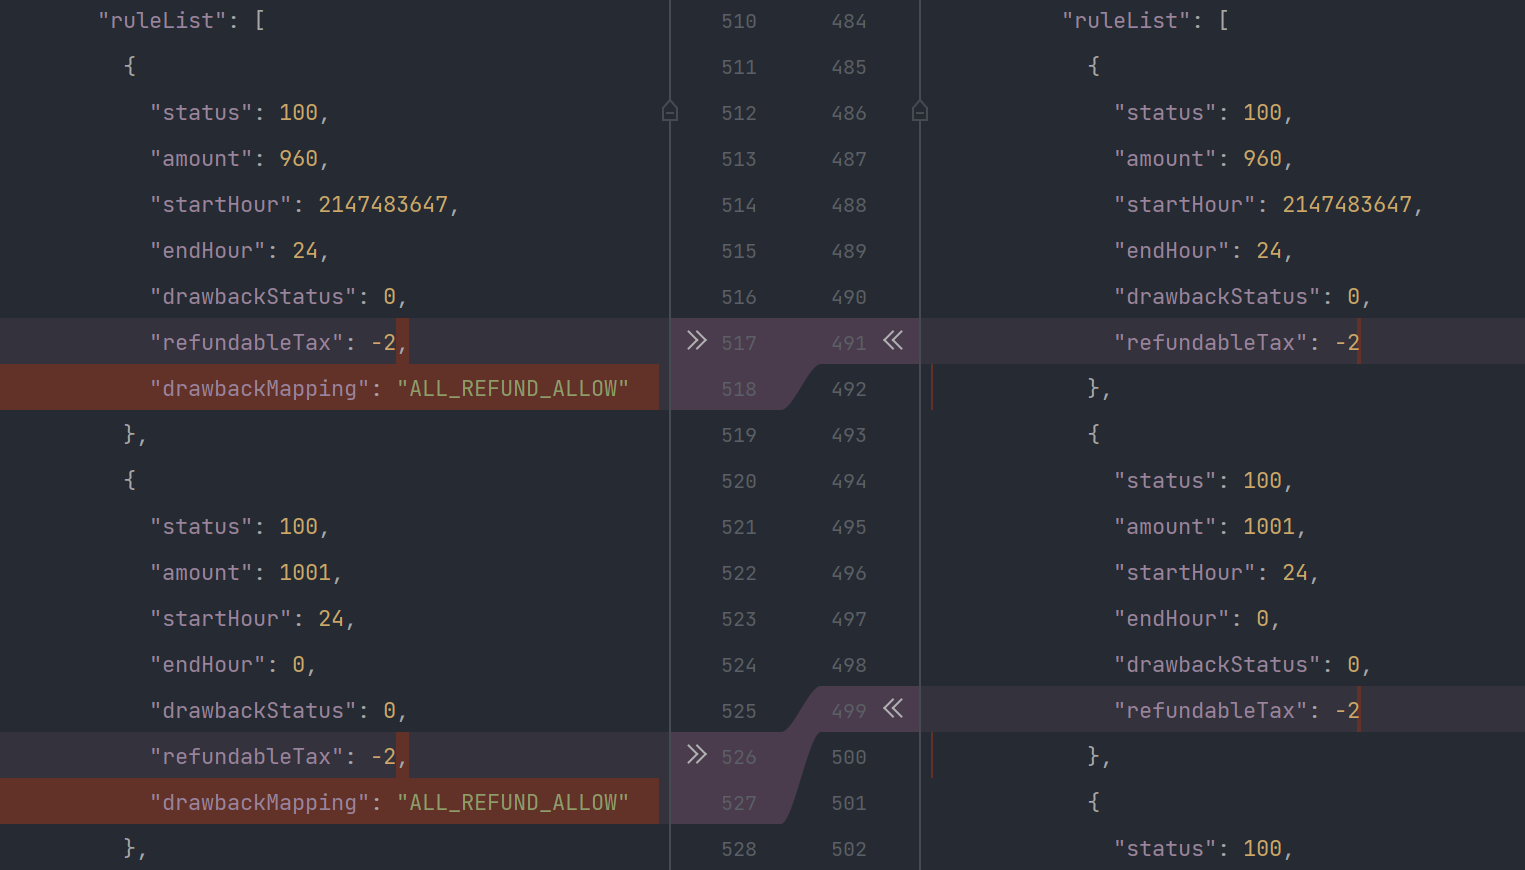 "ruleList": [ 510 484 "ruleList": [
{ 511 485 {
"status": 100, 512 486 "status": 100,
"amount": 960, 513 487 "amount": 960,
"startHour": 2147483647, 514 488 "startHour": 2147483647,
"endHour": 24, 515 489 "endHour": 24,
"drawbackStatus": 0, 516 490 "drawbackStatus": 0,
"refundableTax": -2, 517 491 "refundableTax": -2
"drawbackMapping": "ALL_REFUND_ALLOW" 518 492 },
}, 519 493 {
{ 520 494 "status": 100,
"status": 100, 521 495 "amount": 1001,
"amount": 1001, 522 496 "startHour": 24,
"startHour": 24, 523 497 "endHour": 0,
"endHour": 0, 524 498 "drawbackStatus": 0,
"drawbackStatus": 0, 525 499 "refundableTax": -2
"refundableTax": -2, 526 500 },
"drawbackMapping": "ALL_REFUND_ALLOW" 527 501 {
}, 528 502 "status": 100,